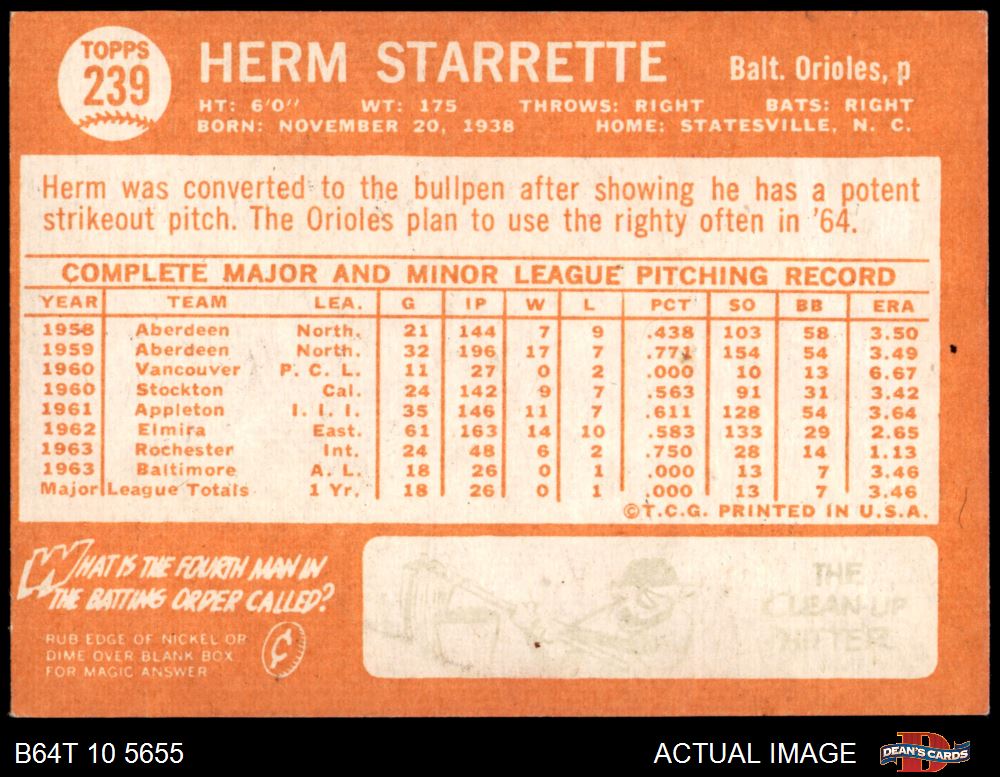 TOPPS
239
HERM STARRETTE
Balt. Orioles, p
HT: 6'0" WT: 175 THROWS: RIGHT BATS: RIGHT
BORN: NOVEMBER 20, 1938 HOME: STATESVILLE, N. C.
Herm was converted to the bullpen after showing he has a potent
strikeout pitch. The Orioles plan to use the righty often in '64.
COMPLETE MAJOR AND MINOR LEAGUE PITCHING RECORD
YEAR TEAM LEA. G IP W L PCT SO BB ERA
1958 Aberdeen North. 21 144 7 9 .438 103 58 3.50
1959 Aberdeen North. 32 196 17 7 .771 154 54 3.49
1960 Vancouver P. C. L. 11 27 0 2 .000 10 13 6.67
1960 Stockton Cal. 24 142 9 7 .563 91 31 3.42
1961 Appleton I. I. I. 35 146 11 7 .611 128 54 3.64
1962 Elmira East. 61 163 14 10 .583 133 29 2.65
1963 Rochester Int. 24 48 6 2 .750 28 14 1.13
1963 Baltimore A. L. 18 26 0 1 .000 13 7 3.46
Major League Totals 1 Yr. 18 26 0 1 .000 13 7 3.46
©T.C.G. PRINTED IN U.S.A.
WHAT IS THE FOURTH MAN IN
THE BATTING ORDER CALLED?
RUB EDGE OF NICKEL OR
DIME OVER BLANK BOX
FOR MAGIC ANSWER
¢
THE
CLEAN-UP
HITTER
B64T 10 5655
ACTUAL IMAGE
DEAN'S CARDS